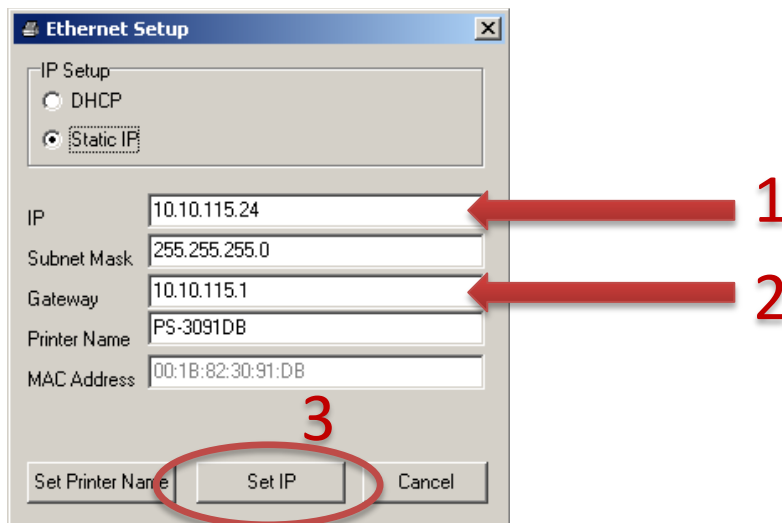 Ethernet Setup
IP Setup
DHCP
Static IP
IP 10.10.115.24 1
Subnet Mask 255.255.255.0
Gateway 10.10.115.1 2
Printer Name PS-3091DB
MAC Address 00:1B:82:30:91:DB
3
Set Printer Name Set IP Cancel